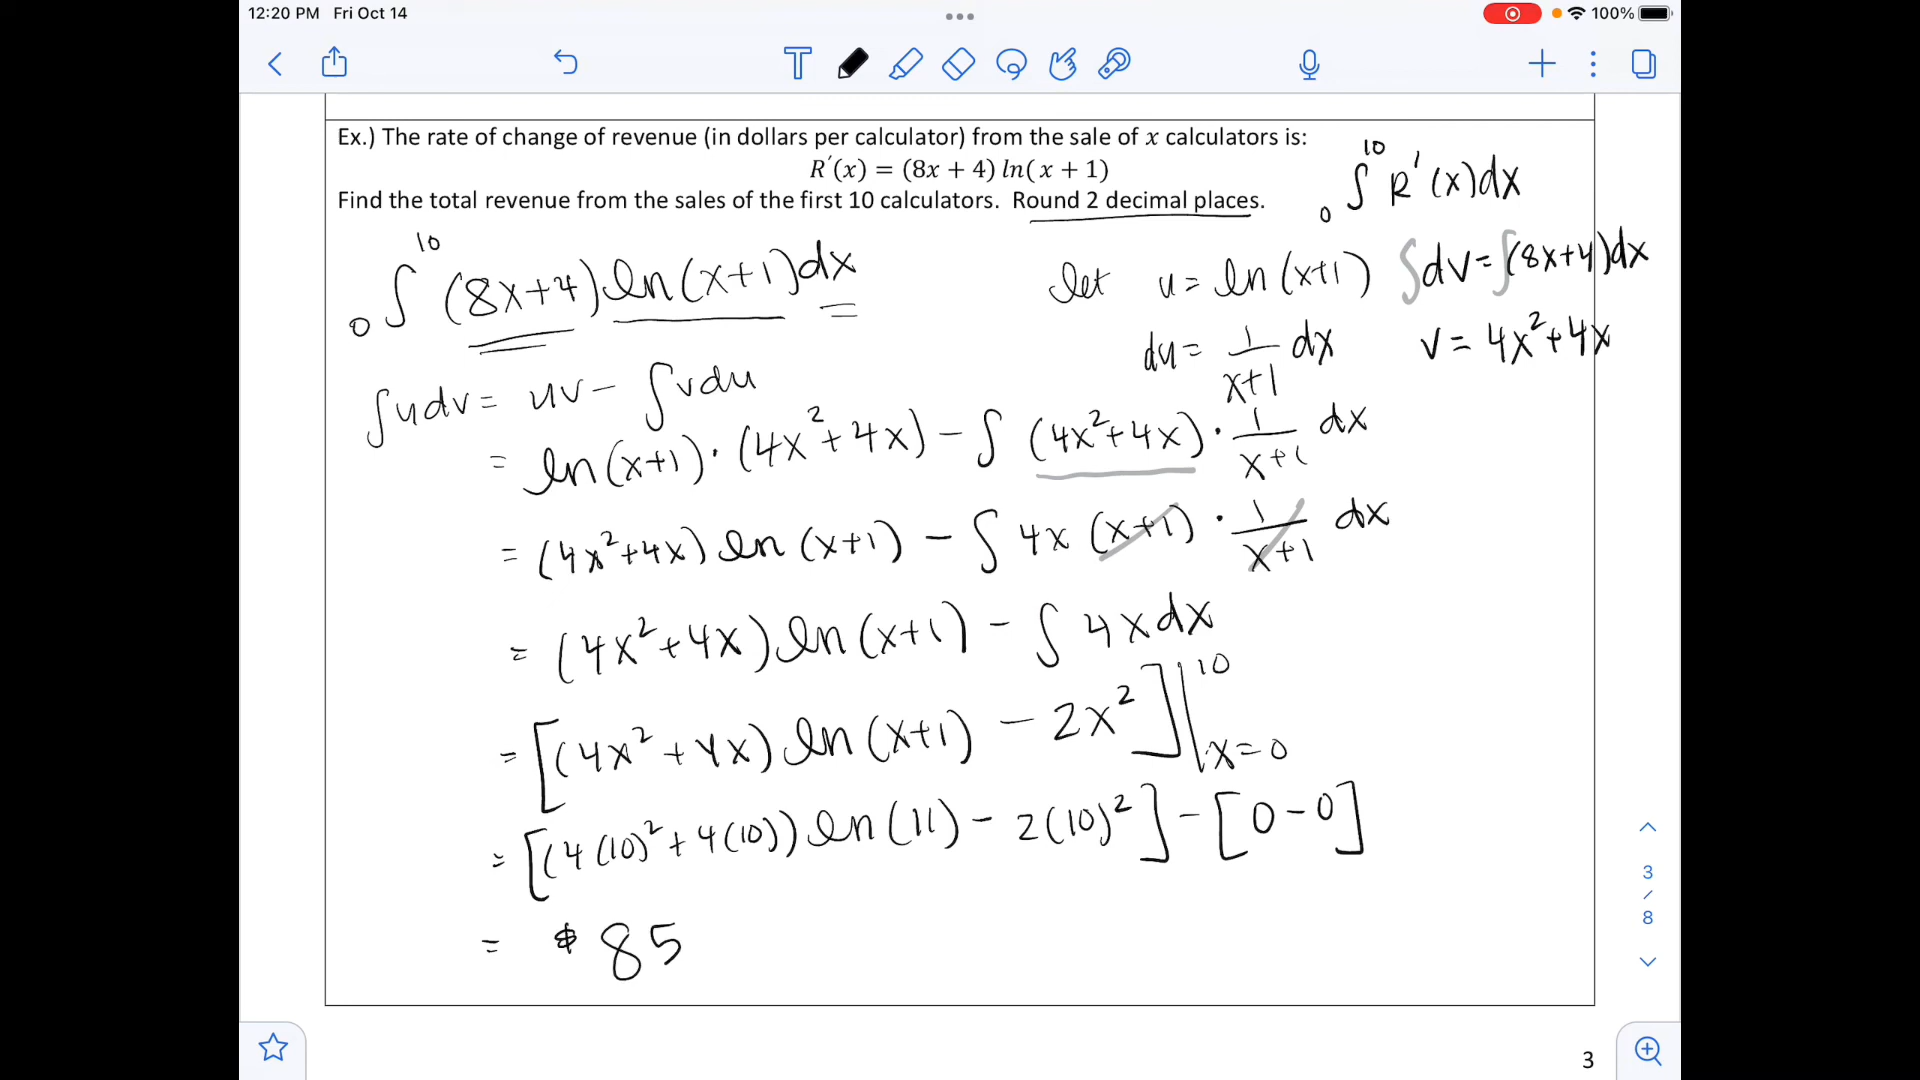 12:20 PM Fri Oct 14
100%
T
Ex.) The rate of change of revenue (in dollars per calculator) from the sale of x calculators is:
R′(x) = (8x + 4) ln(x + 1)
Find the total revenue from the sales of the first 10 calculators. Round 2 decimal places.
₀∫¹⁰ R'(x)dx
₀∫¹⁰ (8x+4) ln(x+1)dx
let u = ln(x+1) ∫dv = ∫(8x+4)dx
du = 1/(x+1) dx v = 4x²+4x
∫udv = uv - ∫vdu
= ln(x+1)·(4x²+4x) - ∫(4x²+4x)·1/(x+1) dx
= (4x²+4x) ln(x+1) - ∫4x(x+1)·1/(x+1) dx
= (4x²+4x) ln(x+1) - ∫4xdx
= [(4x²+4x) ln(x+1) - 2x²]|¹⁰ₓ₌₀
= [(4(10)²+4(10)) ln(11) - 2(10)²] - [0-0]
= $ 85
3
/
8
3